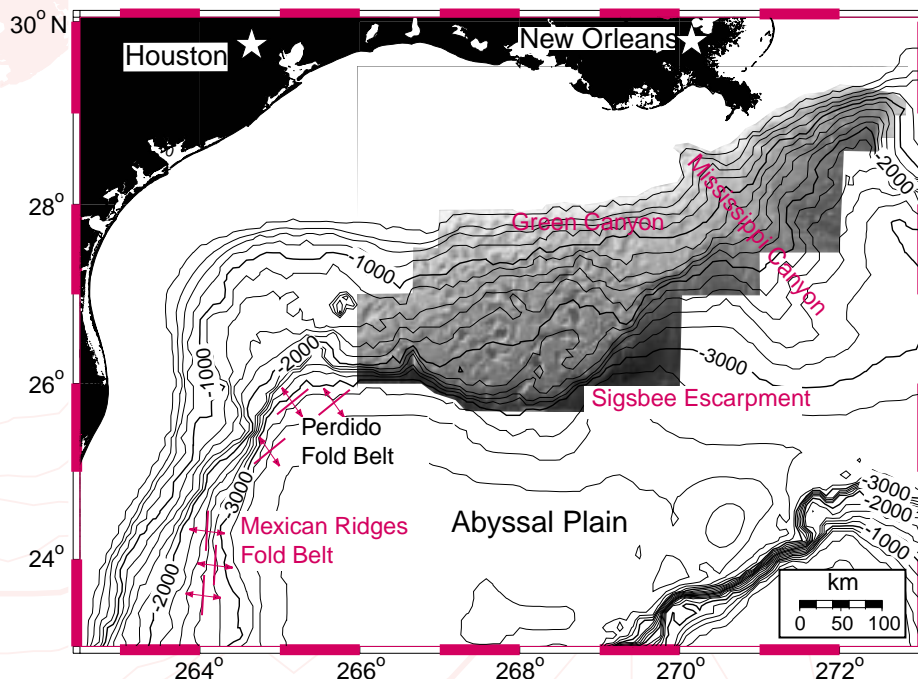 30° N
Houston
New Orleans
28°
26°
24°
Mississippi Canyon
Green Canyon
-2000
-1000
-1000
-2000
-3000
Sigsbee Escarpment
Perdido
Fold Belt
-3000
Mexican Ridges
Fold Belt
Abyssal Plain
-2000
-3000
-2000
-1000
km
0 50 100
264° 266° 268° 270° 272°